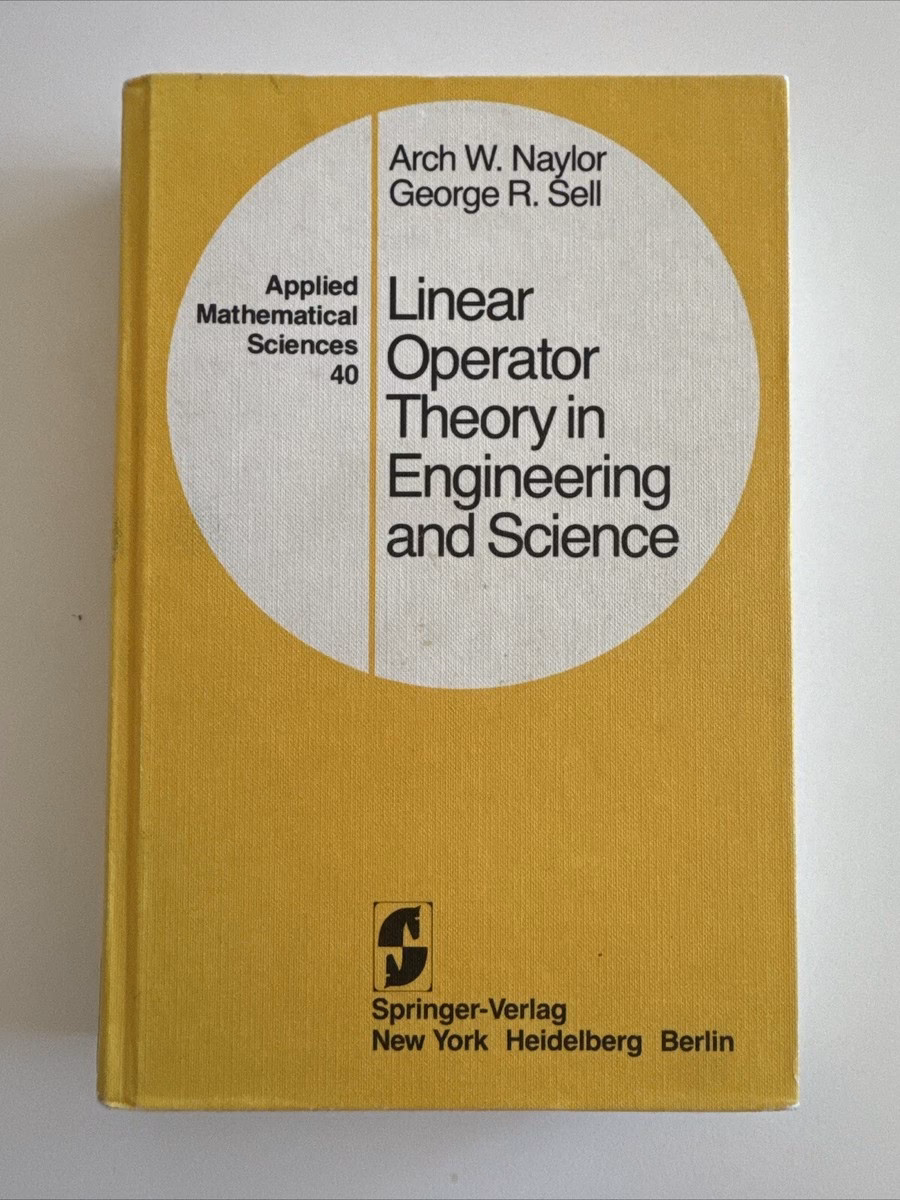 Arch W. Naylor
George R. Sell
Applied
Mathematical
Sciences
40
Linear
Operator
Theory in
Engineering
and Science
Springer-Verlag
New York Heidelberg Berlin